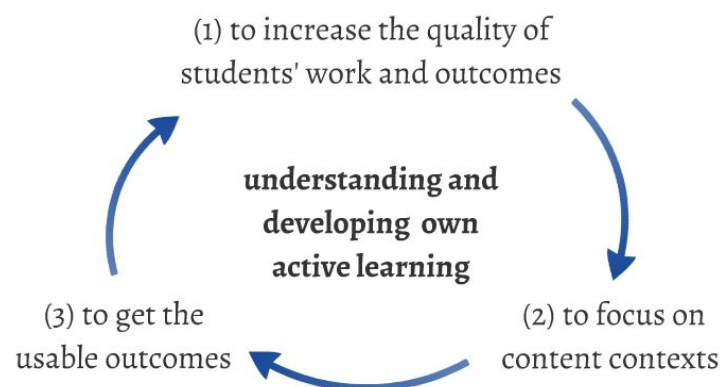 (1) to increase the quality of
students' work and outcomes
understanding and
developing own
active learning
(2) to focus on
content contexts
(3) to get the
usable outcomes